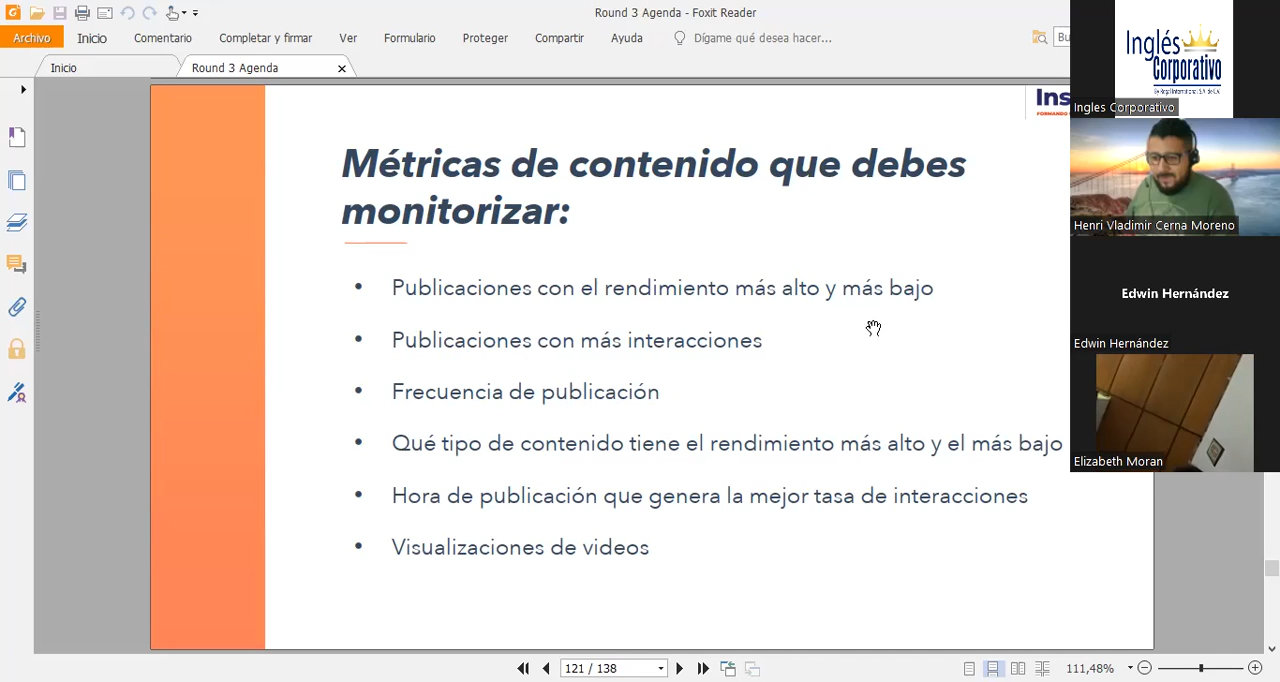 Round 3 Agenda - Foxit Reader
Archivo Inicio Comentario Completar y firmar Ver Formulario Proteger Compartir Ayuda Dígame qué desea hacer... Bu
Inicio Round 3 Agenda
Ins
Métricas de contenido que debes
monitorizar:
• Publicaciones con el rendimiento más alto y más bajo
• Publicaciones con más interacciones
• Frecuencia de publicación
• Qué tipo de contenido tiene el rendimiento más alto y el más bajo
• Hora de publicación que genera la mejor tasa de interacciones
• Visualizaciones de videos
Inglés
Corporativo
Ingles Corporativo
Henri Vladimir Cerna Moreno
Edwin Hernández
Edwin Hernández
Elizabeth Moran
121 / 138
111,48%